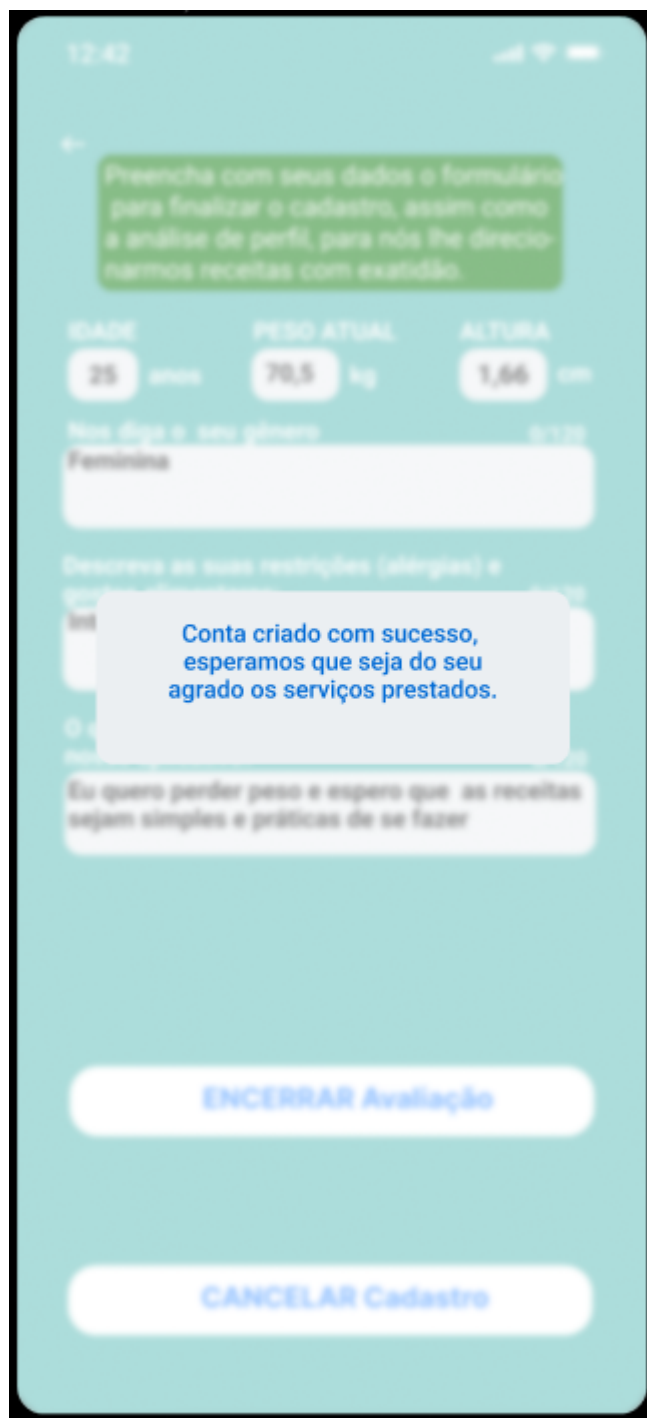 12:42
Preencha com seus dados o formulário
para finalizar o cadastro, assim como
a análise de perfil, para nós lhe direcio-
narmos receitas com exatidão.
IDADE PESO ATUAL ALTURA
25 anos 70,5 kg 1,66 cm
Nos diga o seu gênero 0/120
Feminina
Descreva as suas restrições (alérgias) e
Conta criado com sucesso,
esperamos que seja do seu
agrado os serviços prestados.
Eu quero perder peso e espero que as receitas
sejam simples e práticas de se fazer
ENCERRAR Avaliação
CANCELAR Cadastro